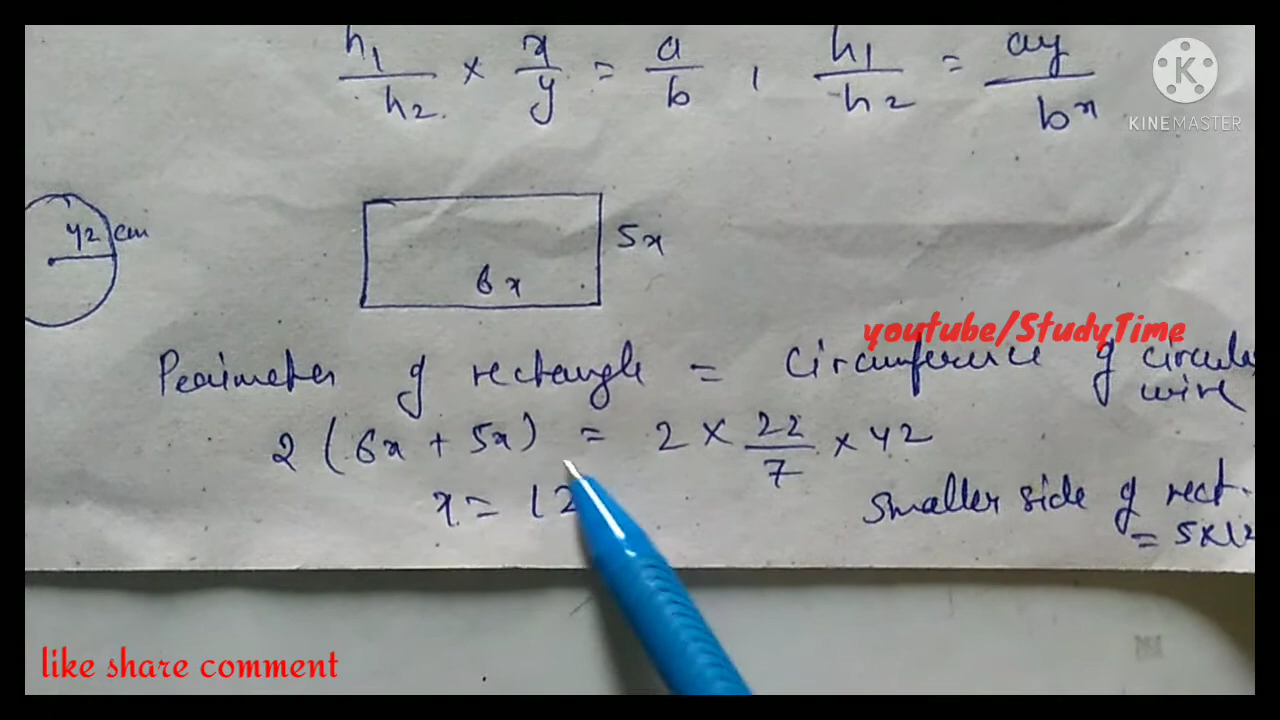 h1/h2 × x/y = a/b , h1/h2 = ay/bx
KINEMASTER
42 cm
5x
6x
youtube/StudyTime
Perimeter of rectangle = Circumference of circular
wire
2 (6x + 5x) = 2 × 22/7 × 42
x = 12
Smaller side of rect.
= 5×12
like share comment